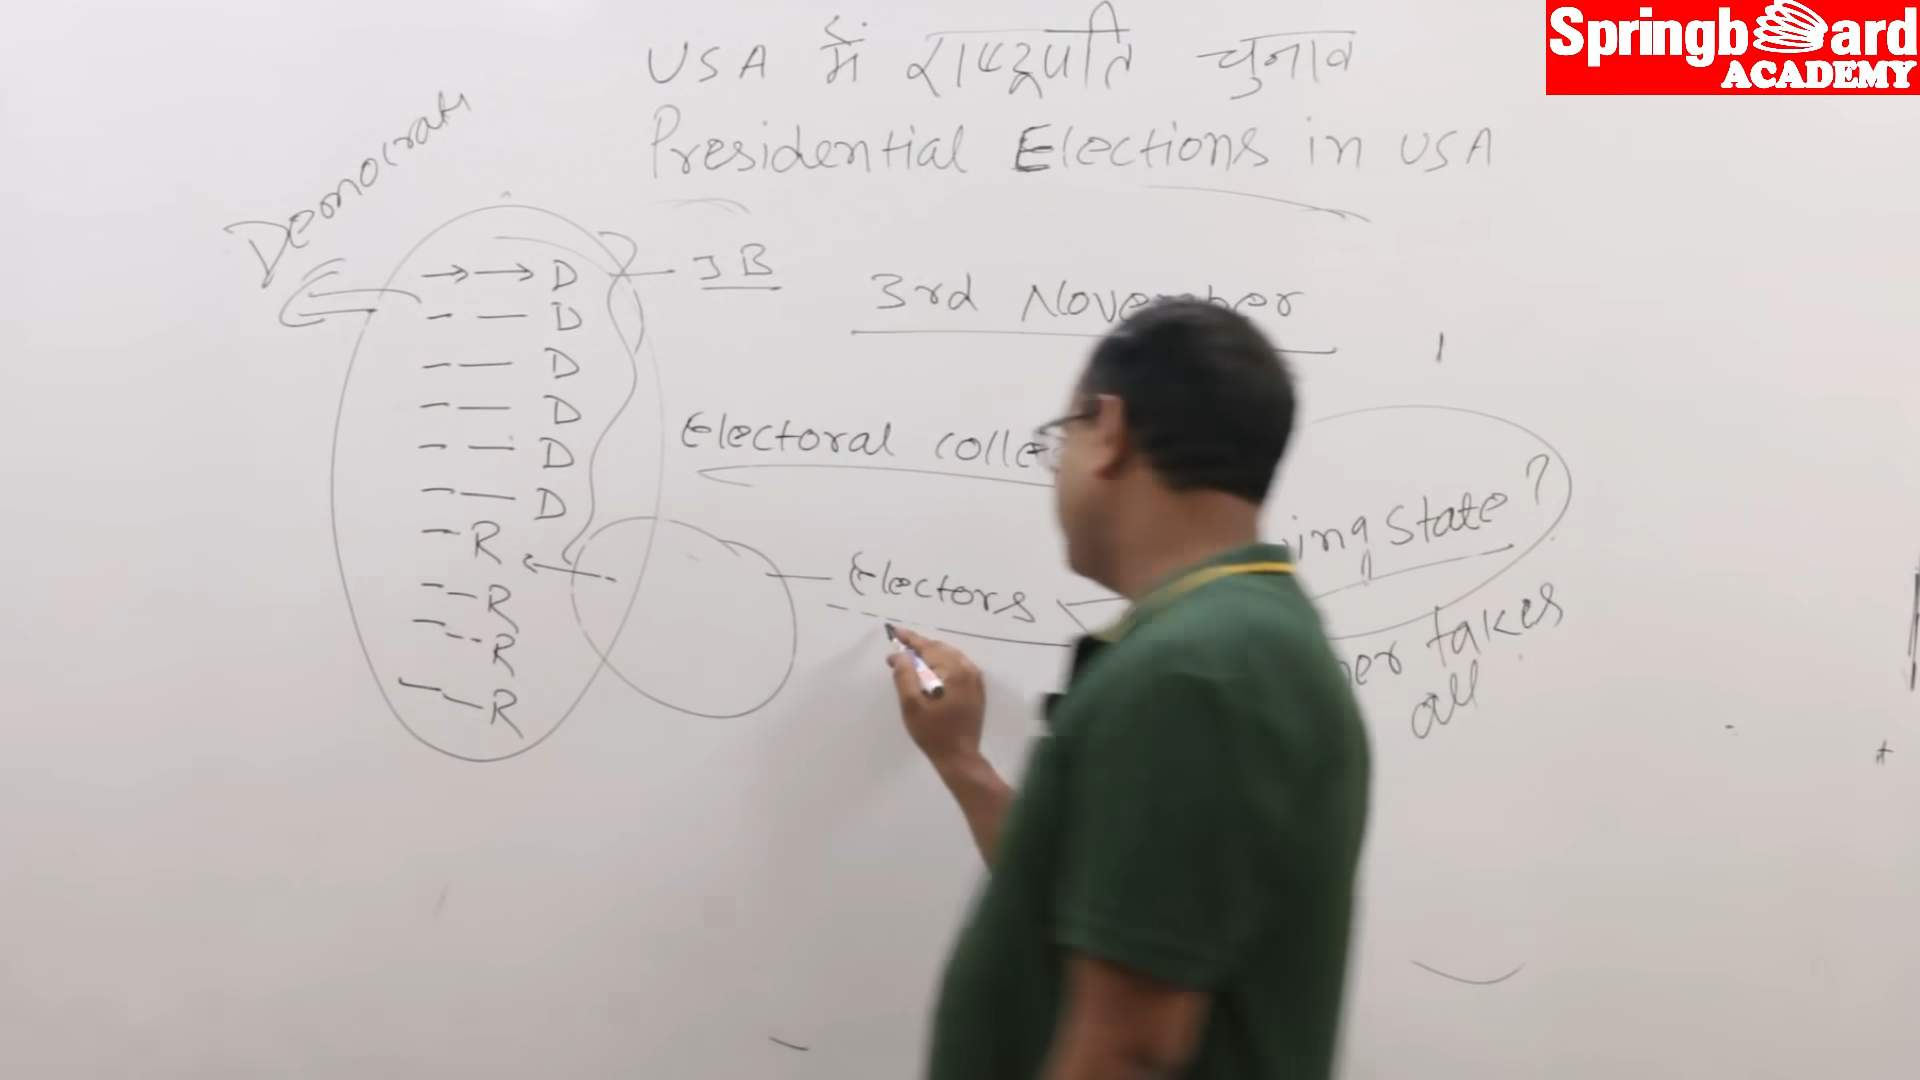 Springboard
ACADEMY
USA में राष्ट्रपति चुनाव
Presidential Elections in USA
Democrats
D
JB
D
D
D
D
D
R
R
R
R
3rd November
Electoral colle
ing State?
Electors
er takes
all